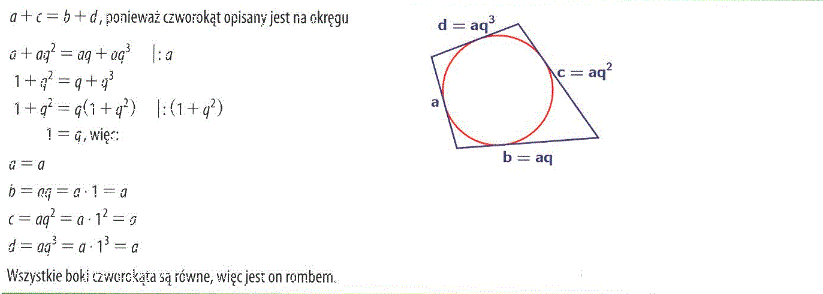 a + c = b + d, ponieważ czworokąt opisany jest na okręgu
a + aq² = aq + aq³ |: a
1 + q² = q + q³
1 + q² = q(1 + q²) |:(1 + q²)
1 = q, więc:
a = a
b = aq = a · 1 = a
c = aq² = a · 1² = a
d = aq³ = a · 1³ = a
Wszystkie boki czworokąta są równe, więc jest on rombem.
d = aq³
c = aq²
a
b = aq